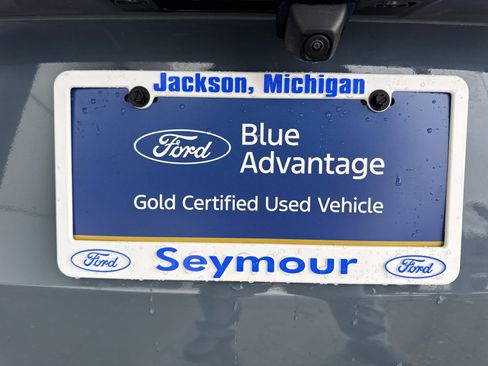 Jackson, Michigan
Ford
Blue
Advantage
Gold Certified Used Vehicle
Ford Seymour Ford